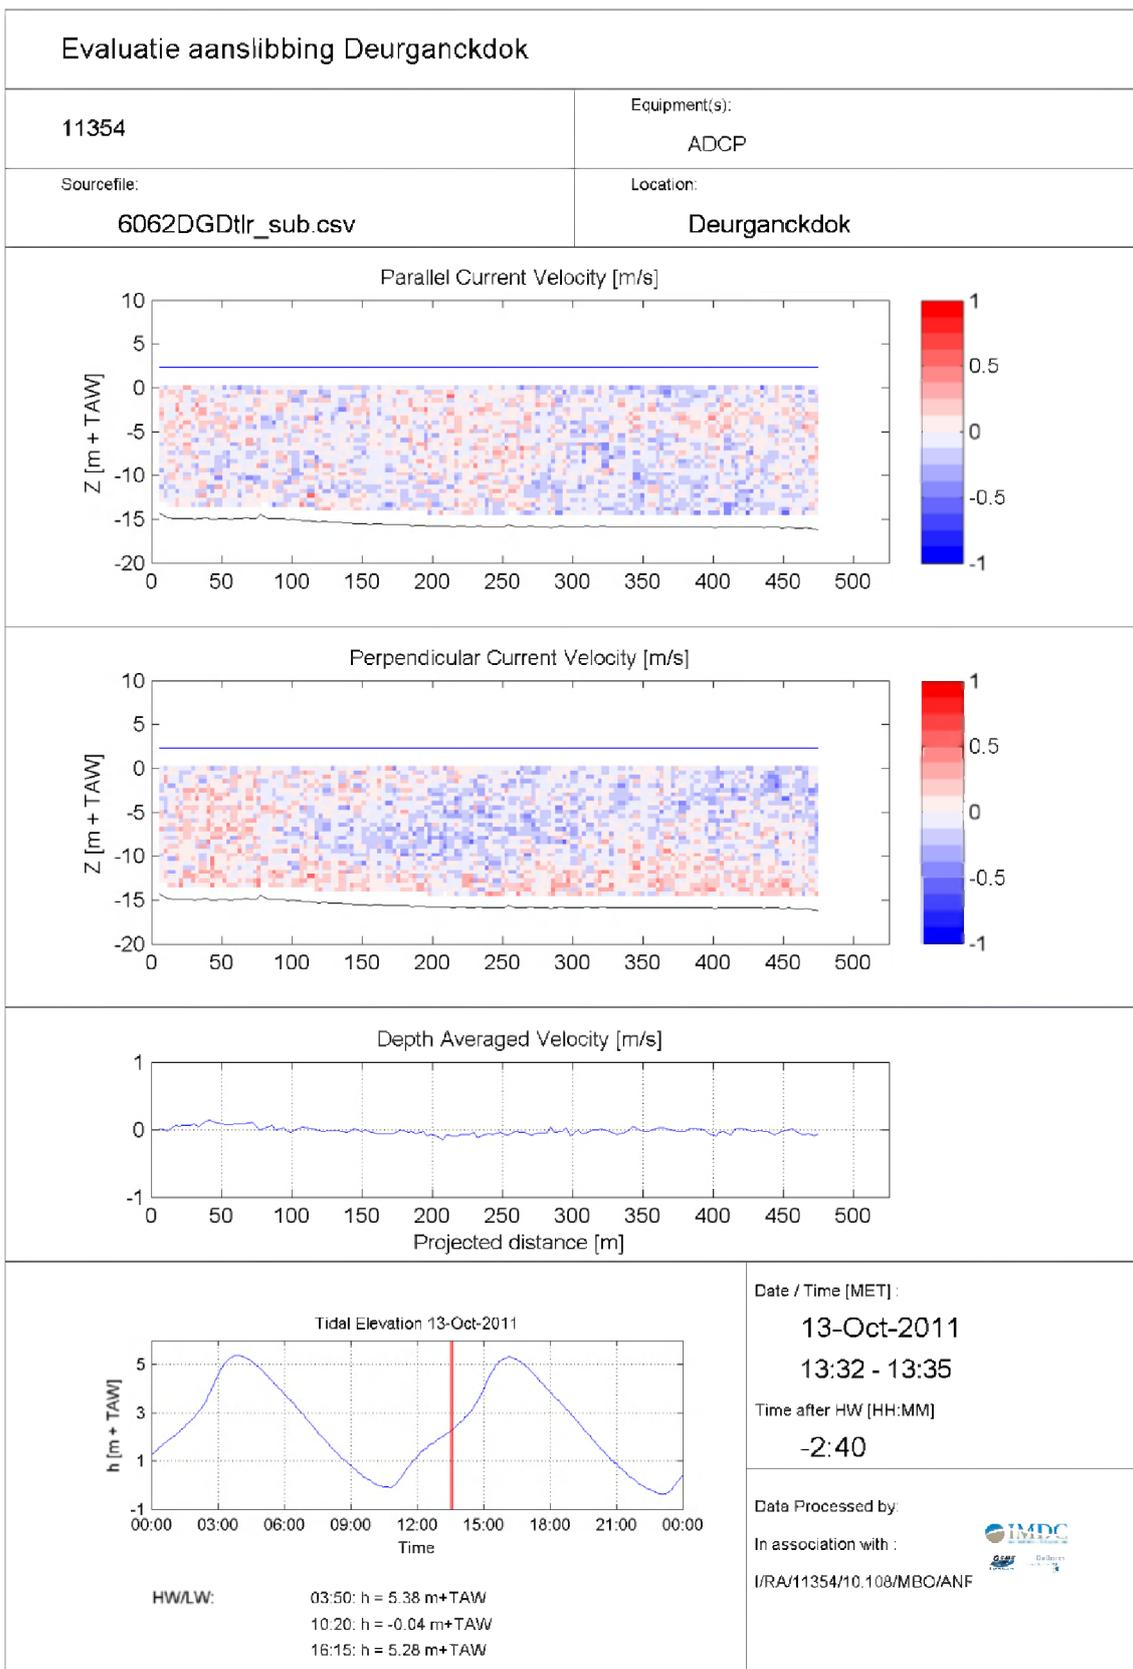 Evaluatie aanslibbing Deurganckdok
11354
Equipment(s):
ADCP
Sourcefile:
6062DGDtlr_sub.csv
Location:
Deurganckdok
Parallel Current Velocity [m/s]
10
5
0
-5
-10
-15
-20
Z [m + TAW]
0 50 100 150 200 250 300 350 400 450 500
1
0.5
0
-0.5
-1
Perpendicular Current Velocity [m/s]
10
5
0
-5
-10
-15
-20
Z [m + TAW]
0 50 100 150 200 250 300 350 400 450 500
1
0.5
0
-0.5
-1
Depth Averaged Velocity [m/s]
1
0
-1
0 50 100 150 200 250 300 350 400 450 500
Projected distance [m]
Tidal Elevation 13-Oct-2011
5
3
1
-1
h [m + TAW]
00:00 03:00 06:00 09:00 12:00 15:00 18:00 21:00 00:00
Time
HW/LW:
03:50: h = 5.38 m+TAW
10:20: h = -0.04 m+TAW
16:15: h = 5.28 m+TAW
Date / Time [MET] :
13-Oct-2011
13:32 - 13:35
Time after HW [HH:MM]
-2:40
Data Processed by:
IMDC
In association with :
I/RA/11354/10.108/MBO/ANF